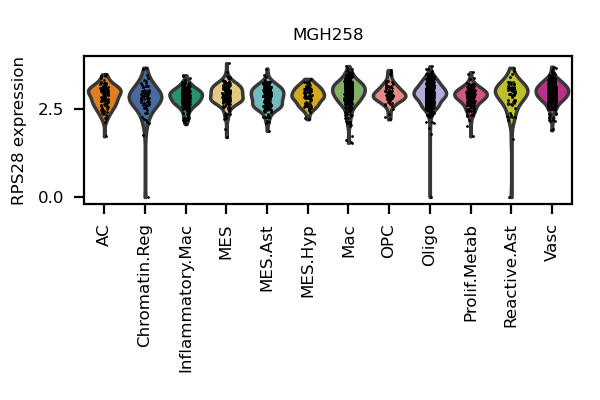 MGH258
RPS28 expression
2.5
0.0
AC
Chromatin.Reg
Inflammatory.Mac
MES
MES.Ast
MES.Hyp
Mac
OPC
Oligo
Prolif.Metab
Reactive.Ast
Vasc